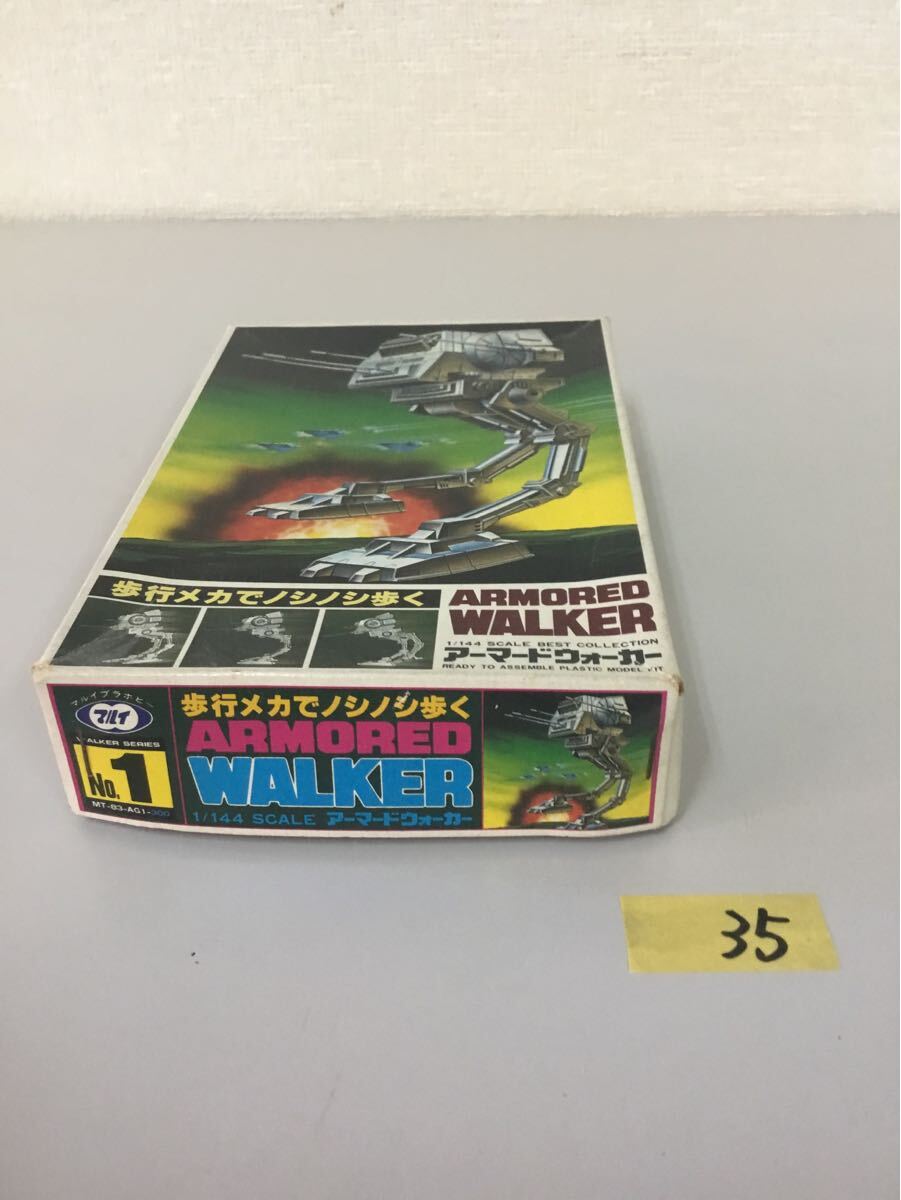 歩行メカでノシノシ歩く
ARMORED
WALKER
1/144 SCALE BEST COLLECTION
アーマードウォーカー
READY TO ASSEMBLE PLASTIC MODEL KIT
マルイプラホビー
マルイ
WALKER SERIES
No.1
MT-83-AG1-300
歩行メカでノシノシ歩く
ARMORED
WALKER
1/144 SCALE アーマードウォーカー
35